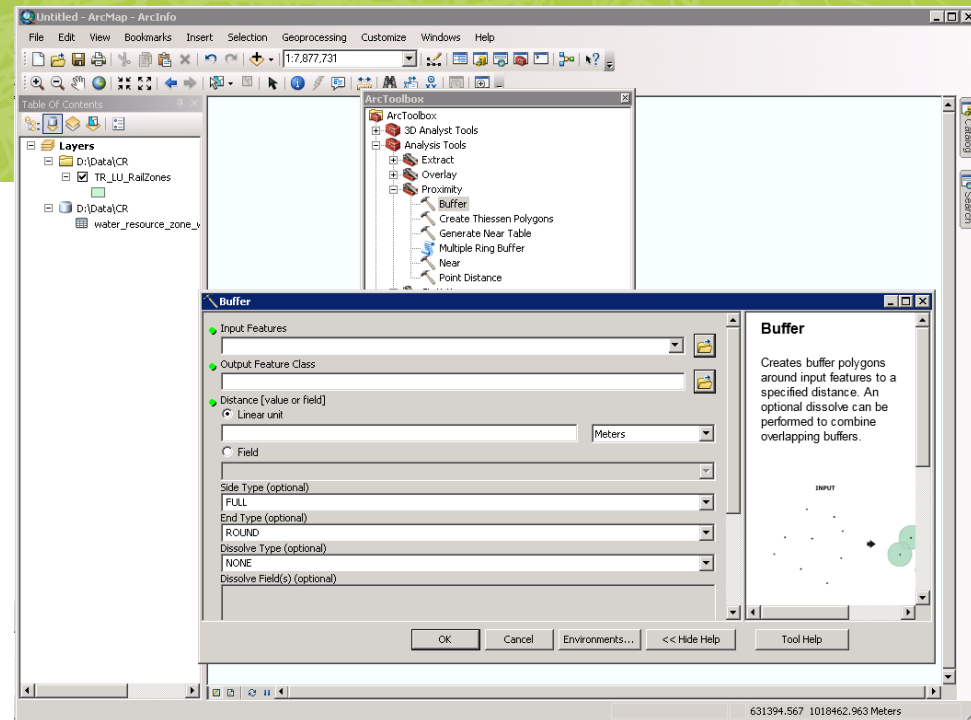 Untitled - ArcMap - ArcInfo
File Edit View Bookmarks Insert Selection Geoprocessing Customize Windows Help
1:7,877,731
Table Of Contents
Layers
D:\Data\CR
TR_LU_RailZones
D:\Data\CR
water_resource_zone_v
ArcToolbox
ArcToolbox
3D Analyst Tools
Analysis Tools
Extract
Overlay
Proximity
Buffer
Create Thiessen Polygons
Generate Near Table
Multiple Ring Buffer
Near
Point Distance
Catalog
Search
Buffer
Input Features
Output Feature Class
Distance [value or field]
Linear unit
Meters
Field
Side Type (optional)
FULL
End Type (optional)
ROUND
Dissolve Type (optional)
NONE
Dissolve Field(s) (optional)
Buffer
Creates buffer polygons
around input features to a
specified distance. An
optional dissolve can be
performed to combine
overlapping buffers.
INPUT
OK Cancel Environments... << Hide Help Tool Help
631394.567 1018462.963 Meters